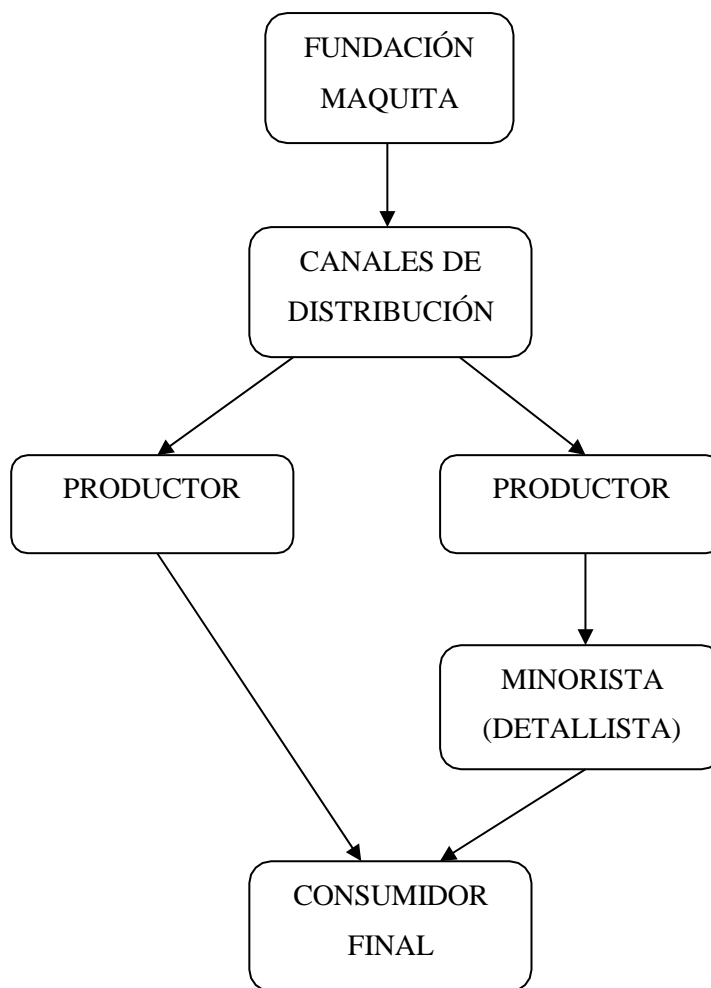 FUNDACIÓN
MAQUITA
CANALES DE
DISTRIBUCIÓN
PRODUCTOR
PRODUCTOR
MINORISTA
(DETALLISTA)
CONSUMIDOR
FINAL